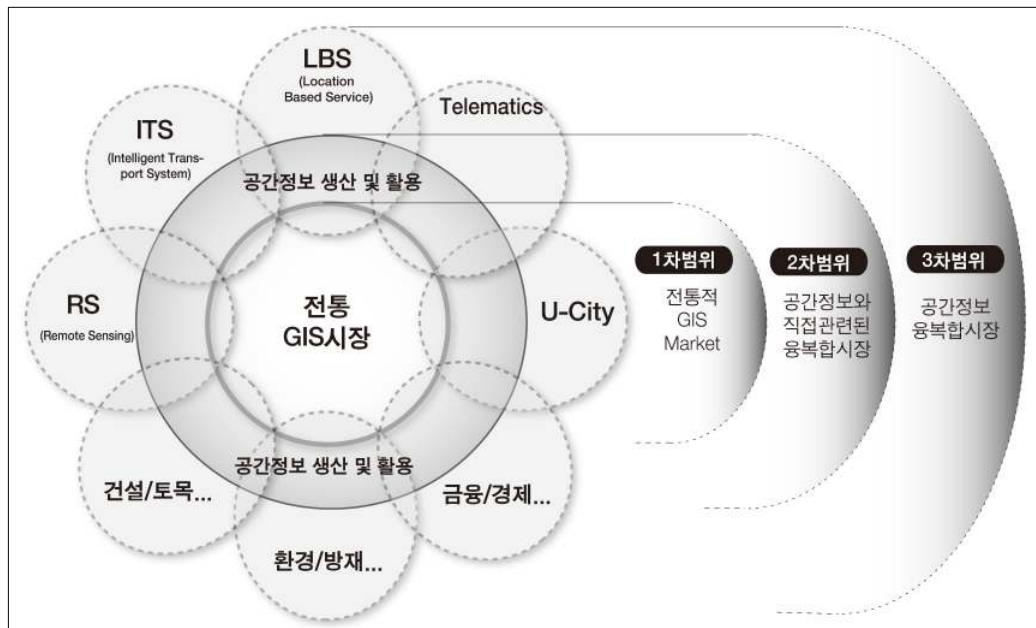 LBS
(Location
Based Service)
Telematics
ITS
(Intelligent Trans-
port System)
공간정보 생산 및 활용
RS
(Remote Sensing)
전통
GIS시장
U-City
공간정보 생산 및 활용
건설/토목...
금융/경제...
환경/방재...
1차범위
전통적
GIS
Market
2차범위
공간정보와
직접관련된
융복합시장
3차범위
공간정보
융복합시장